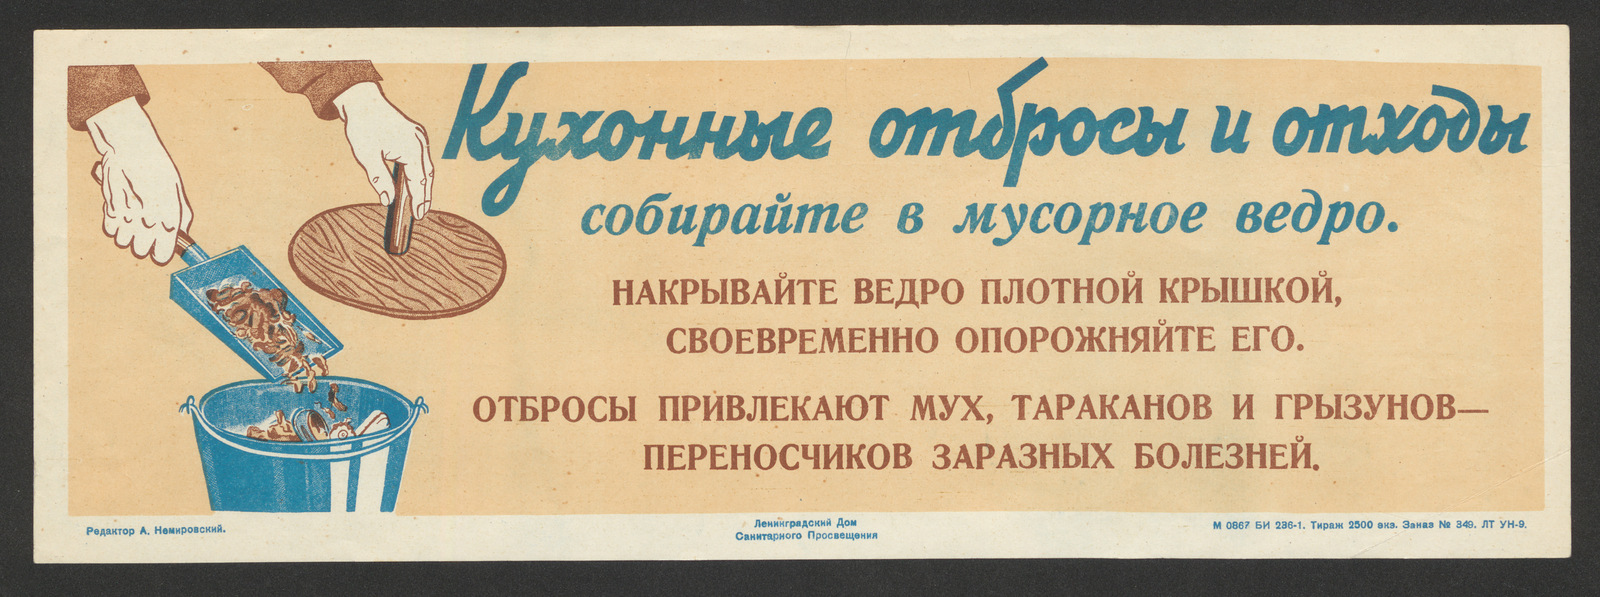 Кухонные отбросы и отходы
собирайте в мусорное ведро.
НАКРЫВАЙТЕ ВЕДРО ПЛОТНОЙ КРЫШКОЙ,
СВОЕВРЕМЕННО ОПОРОЖНЯЙТЕ ЕГО.
ОТБРОСЫ ПРИВЛЕКАЮТ МУХ, ТАРАКАНОВ И ГРЫЗУНОВ—
ПЕРЕНОСЧИКОВ ЗАРАЗНЫХ БОЛЕЗНЕЙ.
Редактор А. Немировский.
Ленинградский Дом
Санитарного Просвещения
М 0867 БИ 236-1. Тираж 2500 экз. Заказ № 349. ЛТ УН-9.